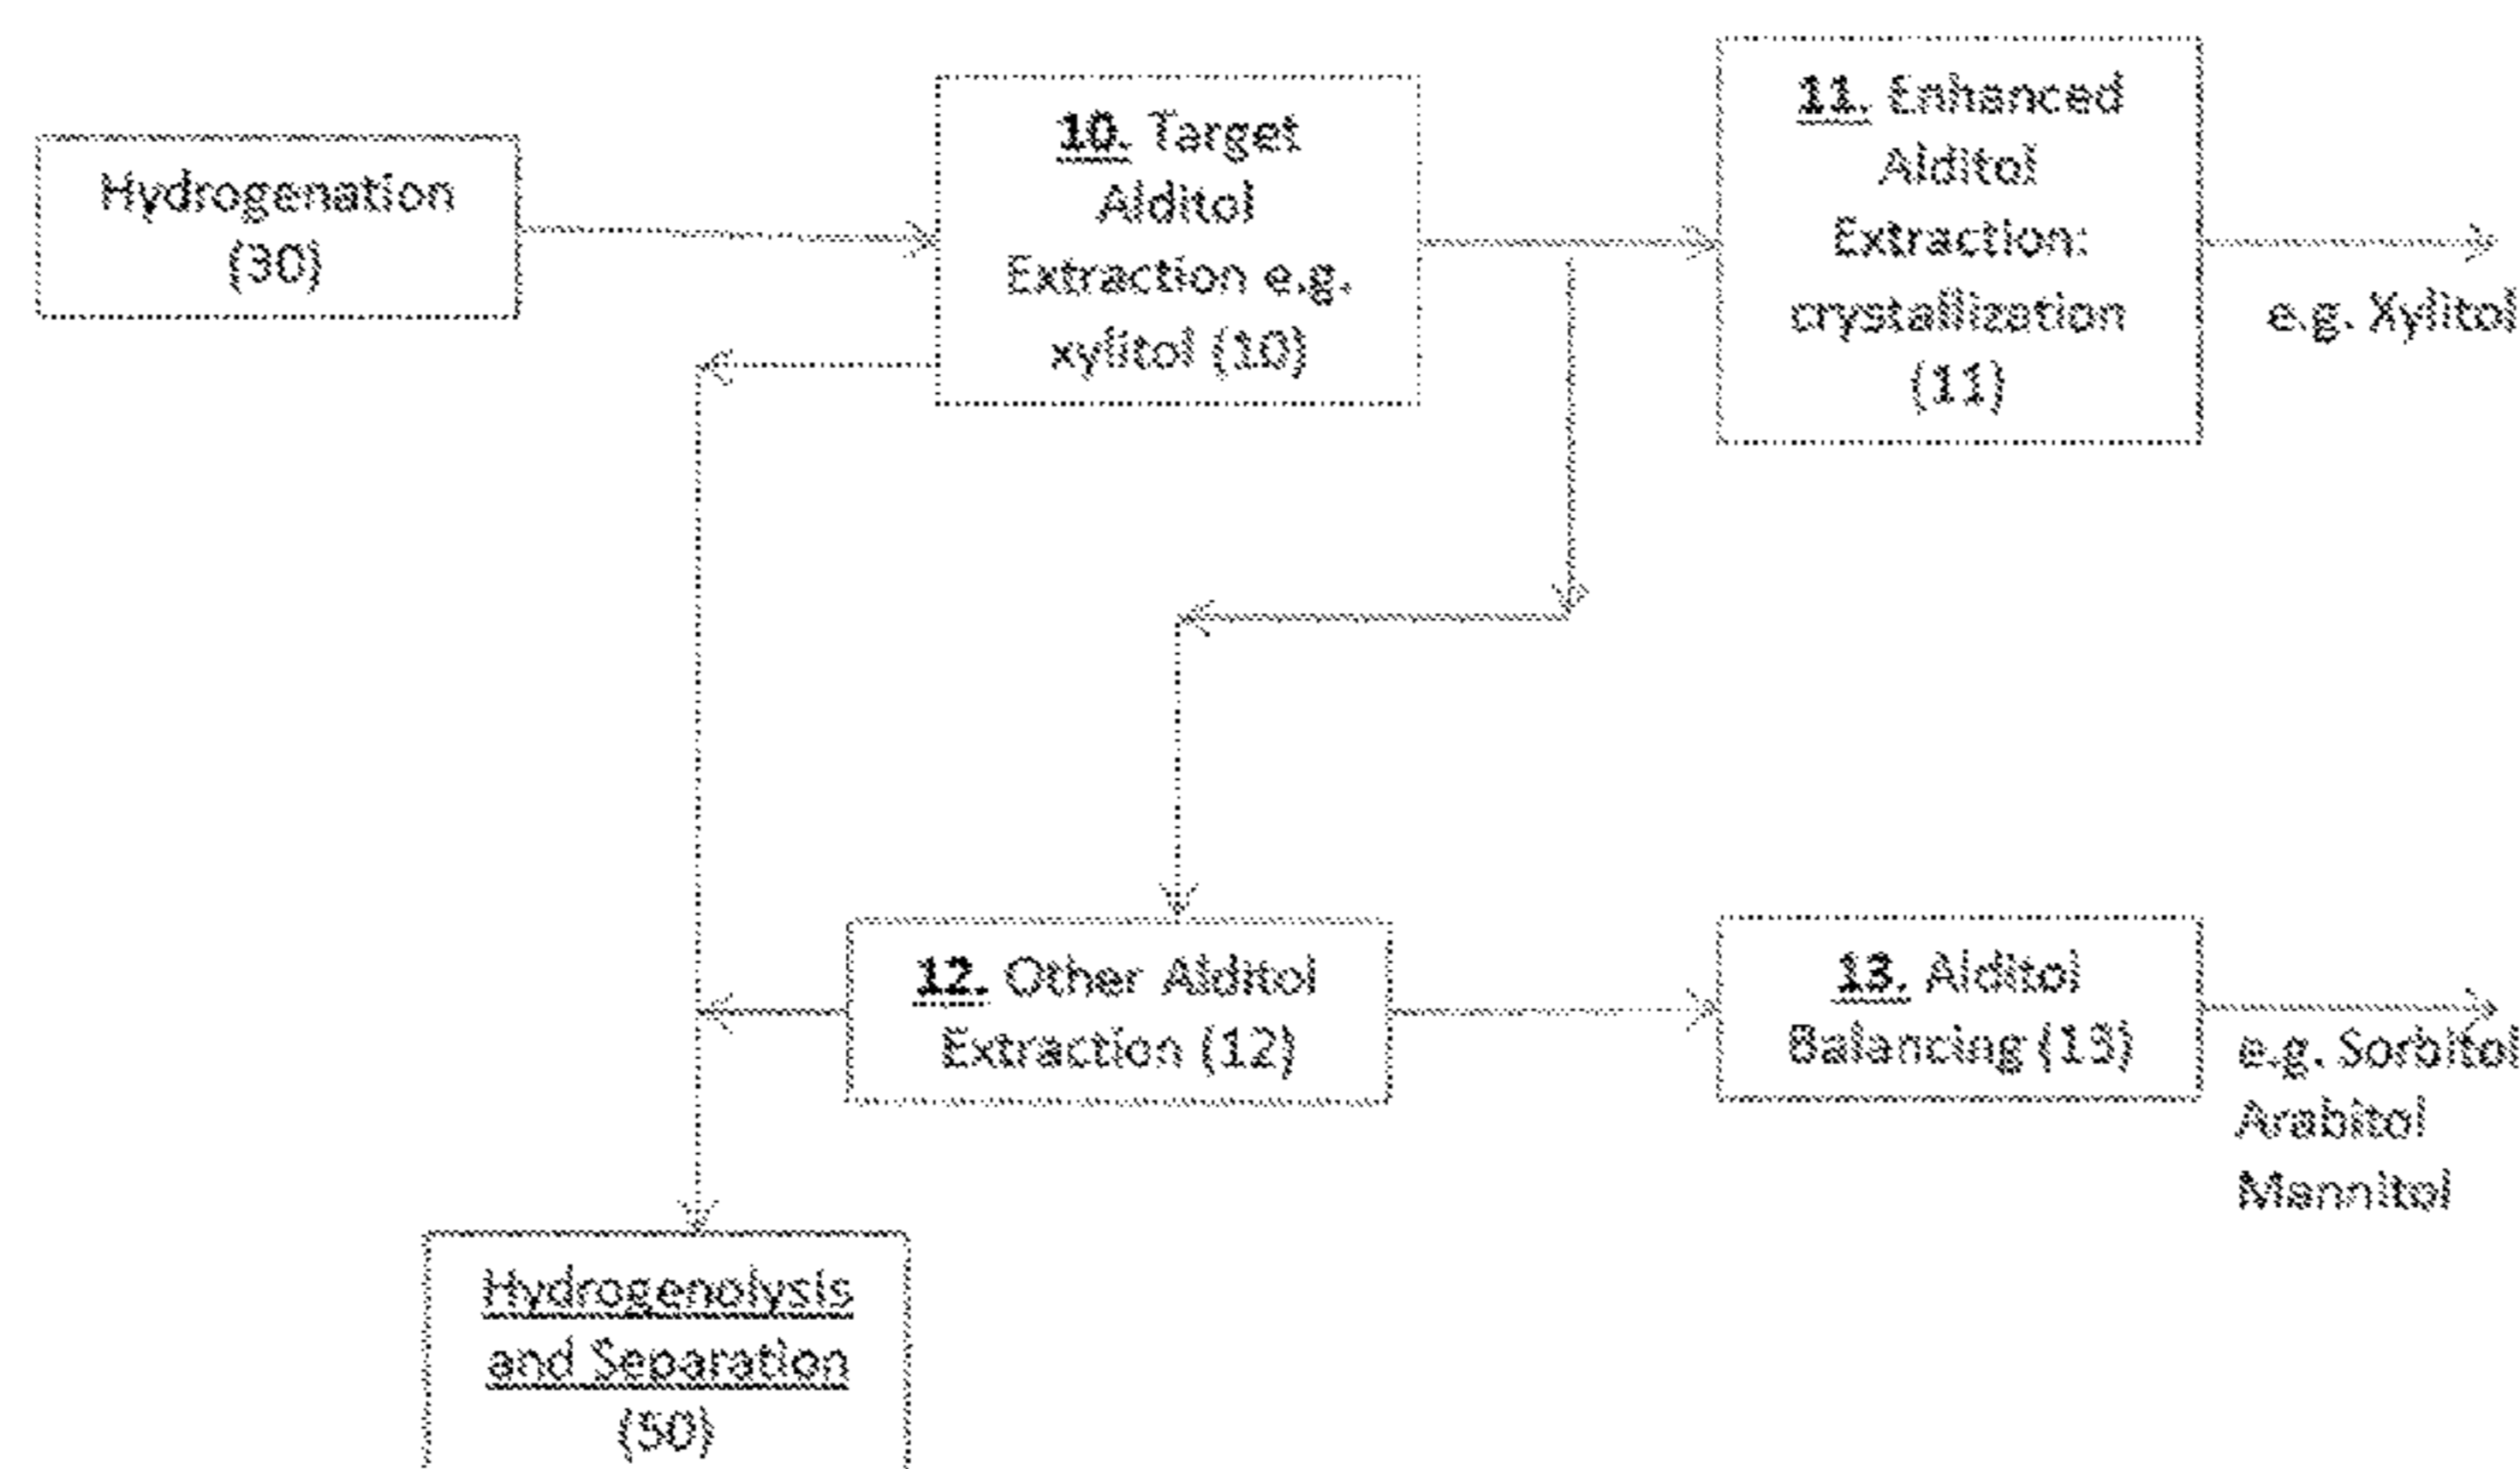 Hydrogenation
(30)
10. Target
Alditol
Extraction e.g.
xylitol (10)
11. Enhanced
Alditol
Extraction:
crystallization
(11)
e.g. Xylitol
12. Other Alditol
Extraction (12)
13. Alditol
Balancing (13)
e.g. Sorbitol
Arabitol
Mannitol
Hydrogenolysis
and Separation
(50)